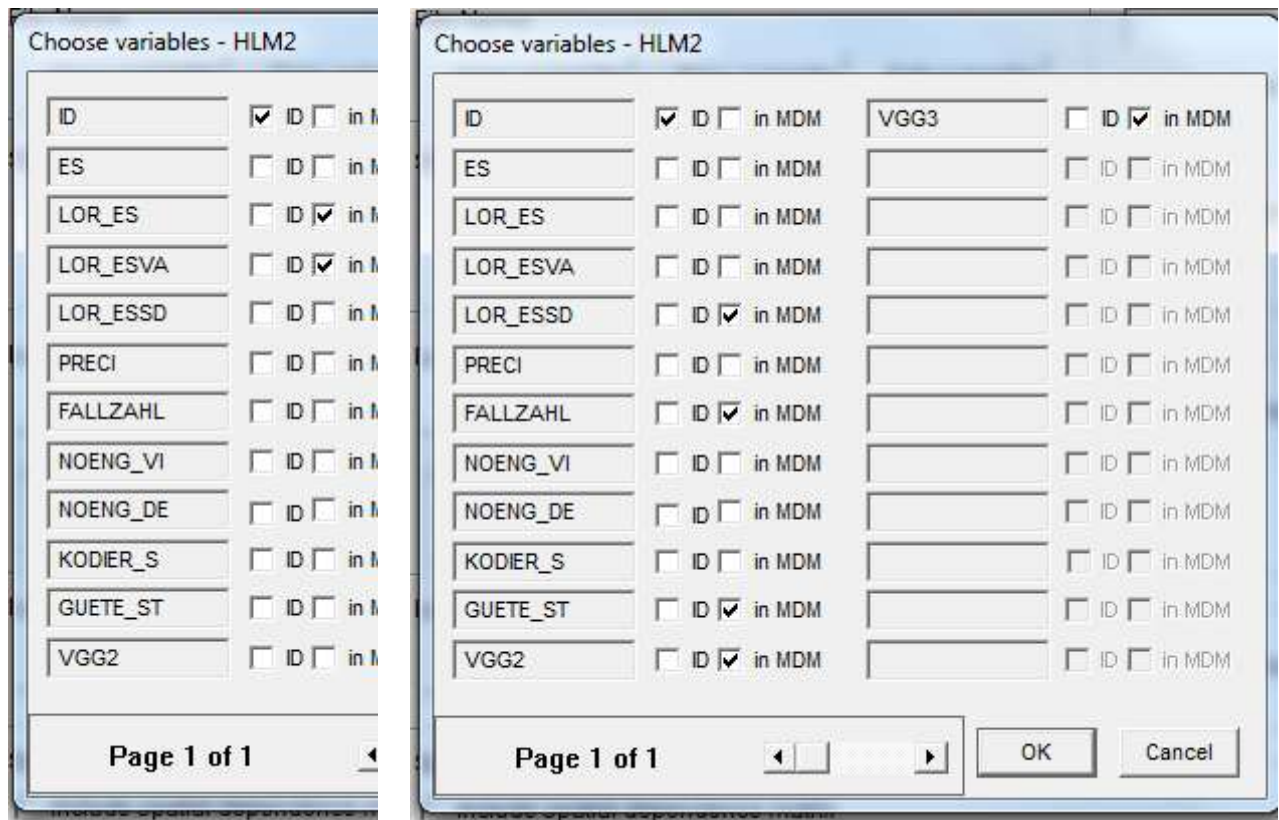 Choose variables - HLM2
ID ID in M
ES ID in M
LOR_ES ID in M
LOR_ESVA ID in M
LOR_ESSD ID in M
PRECI ID in M
FALLZAHL ID in M
NOENG_VI ID in M
NOENG_DE ID in M
KODIER_S ID in M
GUETE_ST ID in M
VGG2 ID in M
Page 1 of 1
Choose variables - HLM2
ID ID in MDM VGG3 ID in MDM
ES ID in MDM ID in MDM
LOR_ES ID in MDM ID in MDM
LOR_ESVA ID in MDM ID in MDM
LOR_ESSD ID in MDM ID in MDM
PRECI ID in MDM ID in MDM
FALLZAHL ID in MDM ID in MDM
NOENG_VI ID in MDM ID in MDM
NOENG_DE ID in MDM ID in MDM
KODIER_S ID in MDM ID in MDM
GUETE_ST ID in MDM ID in MDM
VGG2 ID in MDM ID in MDM
Page 1 of 1 OK Cancel